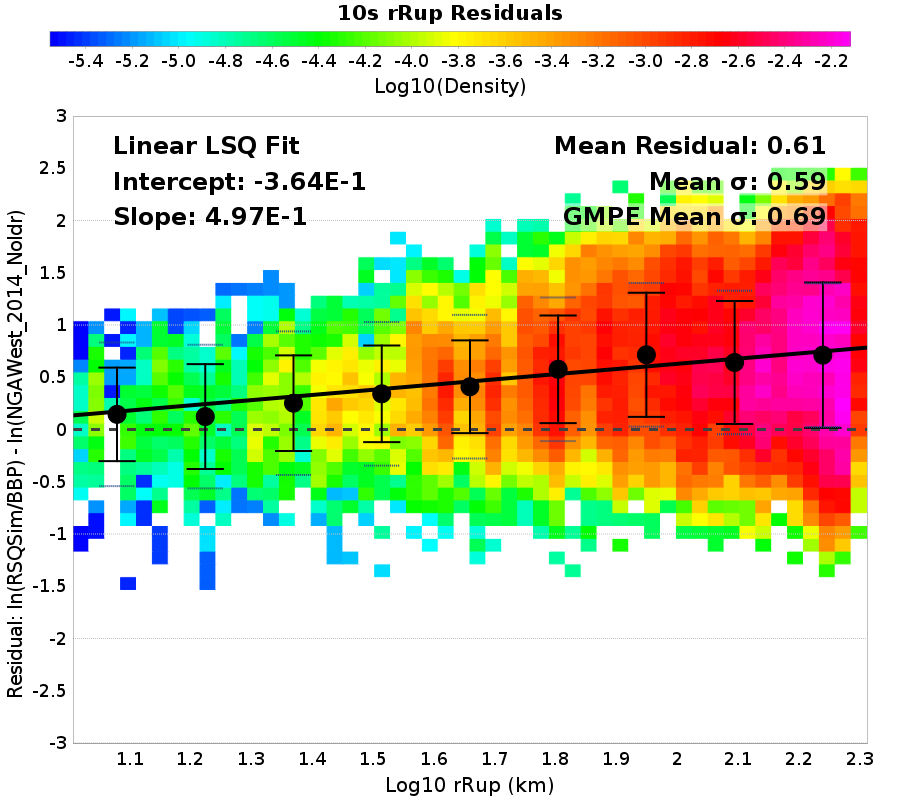 10s rRup Residuals
-5.4 -5.2 -5.0 -4.8 -4.6 -4.4 -4.2 -4.0 -3.8 -3.6 -3.4 -3.2 -3.0 -2.8 -2.6 -2.4 -2.2
Log10(Density)
Linear LSQ Fit
Intercept: -3.64E-1
Slope: 4.97E-1
Mean Residual: 0.61
Mean σ: 0.59
GMPE Mean σ: 0.69
Residual: ln(RSQSim/BBP) - ln(NGAWest_2014_NoIdr)
3
2.5
2
1.5
1
0.5
0
-0.5
-1
-1.5
-2
-2.5
-3
1.1 1.2 1.3 1.4 1.5 1.6 1.7 1.8 1.9 2 2.1 2.2 2.3
Log10 rRup (km)